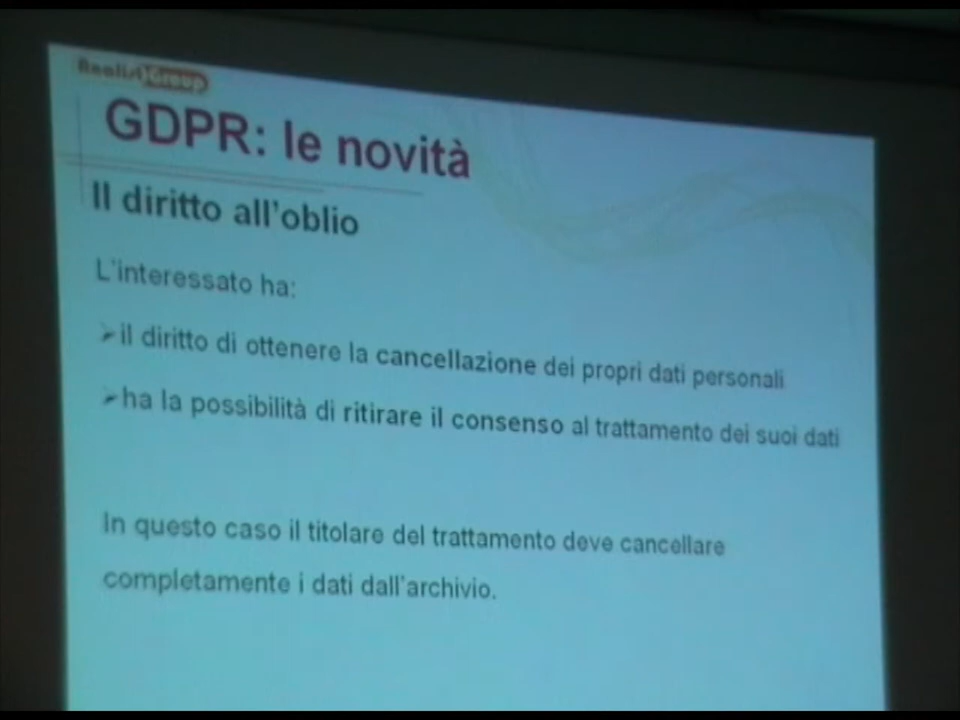 Realist Group
GDPR: le novità
Il diritto all'oblio
L'interessato ha:
➢il diritto di ottenere la cancellazione dei propri dati personali
➢ha la possibilità di ritirare il consenso al trattamento dei suoi dati
In questo caso il titolare del trattamento deve cancellare
completamente i dati dall'archivio.